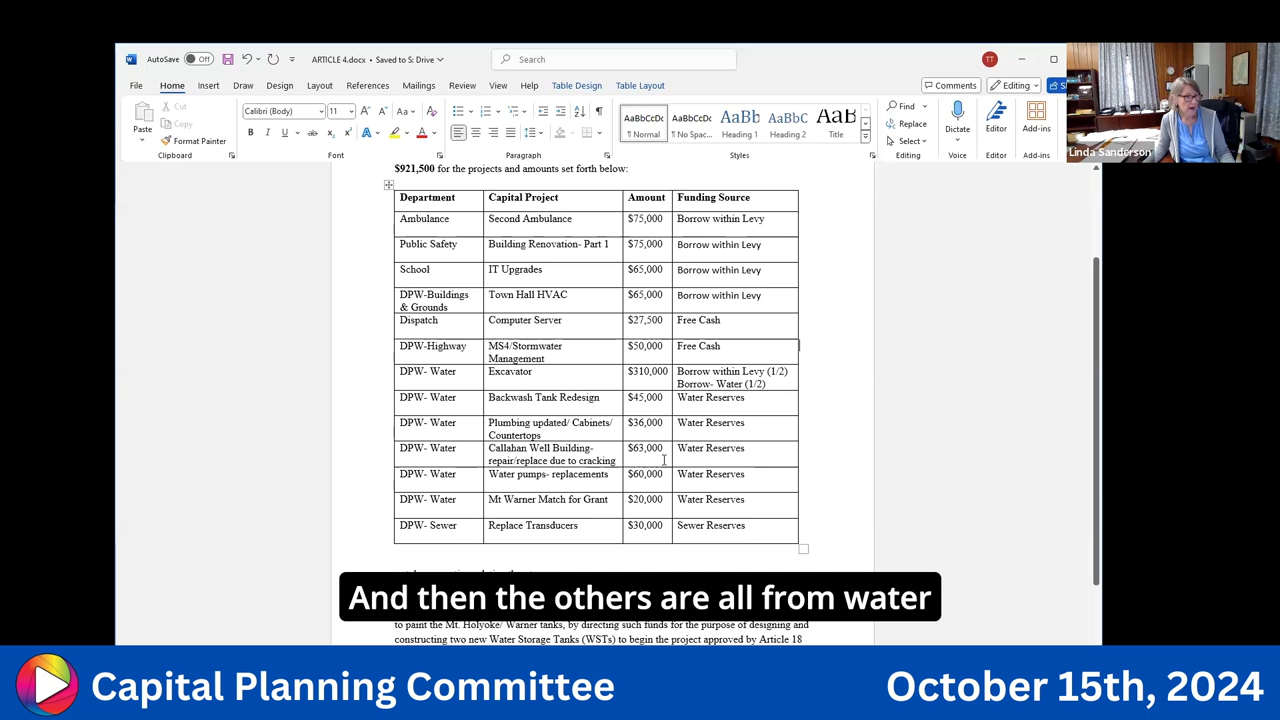 AutoSave Off ARTICLE 4.docx • Saved to S: Drive Search TT
File Home Insert Draw Design Layout References Mailings Review View Help Table Design Table Layout Comments Editing
Paste Cut Copy Format Painter
Calibri (Body) 11
AaBbCcDc AaBbCcDc AaBb AaBbC AaB
¶ Normal ¶ No Spac... Heading 1 Heading 2 Title
Find Replace Select
Dictate Editor Add-ins
Clipboard Font Paragraph Styles Editing Voice Editor Add-ins
Linda Sanderson
$921,500 for the projects and amounts set forth below:
Department Capital Project Amount Funding Source
Ambulance Second Ambulance $75,000 Borrow within Levy
Public Safety Building Renovation- Part 1 $75,000 Borrow within Levy
School IT Upgrades $65,000 Borrow within Levy
DPW-Buildings Town Hall HVAC $65,000 Borrow within Levy
& Grounds
Dispatch Computer Server $27,500 Free Cash
DPW-Highway MS4/Stormwater $50,000 Free Cash
Management
DPW- Water Excavator $310,000 Borrow within Levy (1/2)
Borrow- Water (1/2)
DPW- Water Backwash Tank Redesign $45,000 Water Reserves
DPW- Water Plumbing updated/ Cabinets/ $36,000 Water Reserves
Countertops
DPW- Water Callahan Well Building- $63,000 Water Reserves
repair/replace due to cracking
DPW- Water Water pumps- replacements $60,000 Water Reserves
DPW- Water Mt Warner Match for Grant $20,000 Water Reserves
DPW- Sewer Replace Transducers $30,000 Sewer Reserves
And then the others are all from water
to paint the Mt. Holyoke/ Warner tanks, by directing such funds for the purpose of designing and
constructing two new Water Storage Tanks (WSTs) to begin the project approved by Article 18
Capital Planning Committee October 15th, 2024